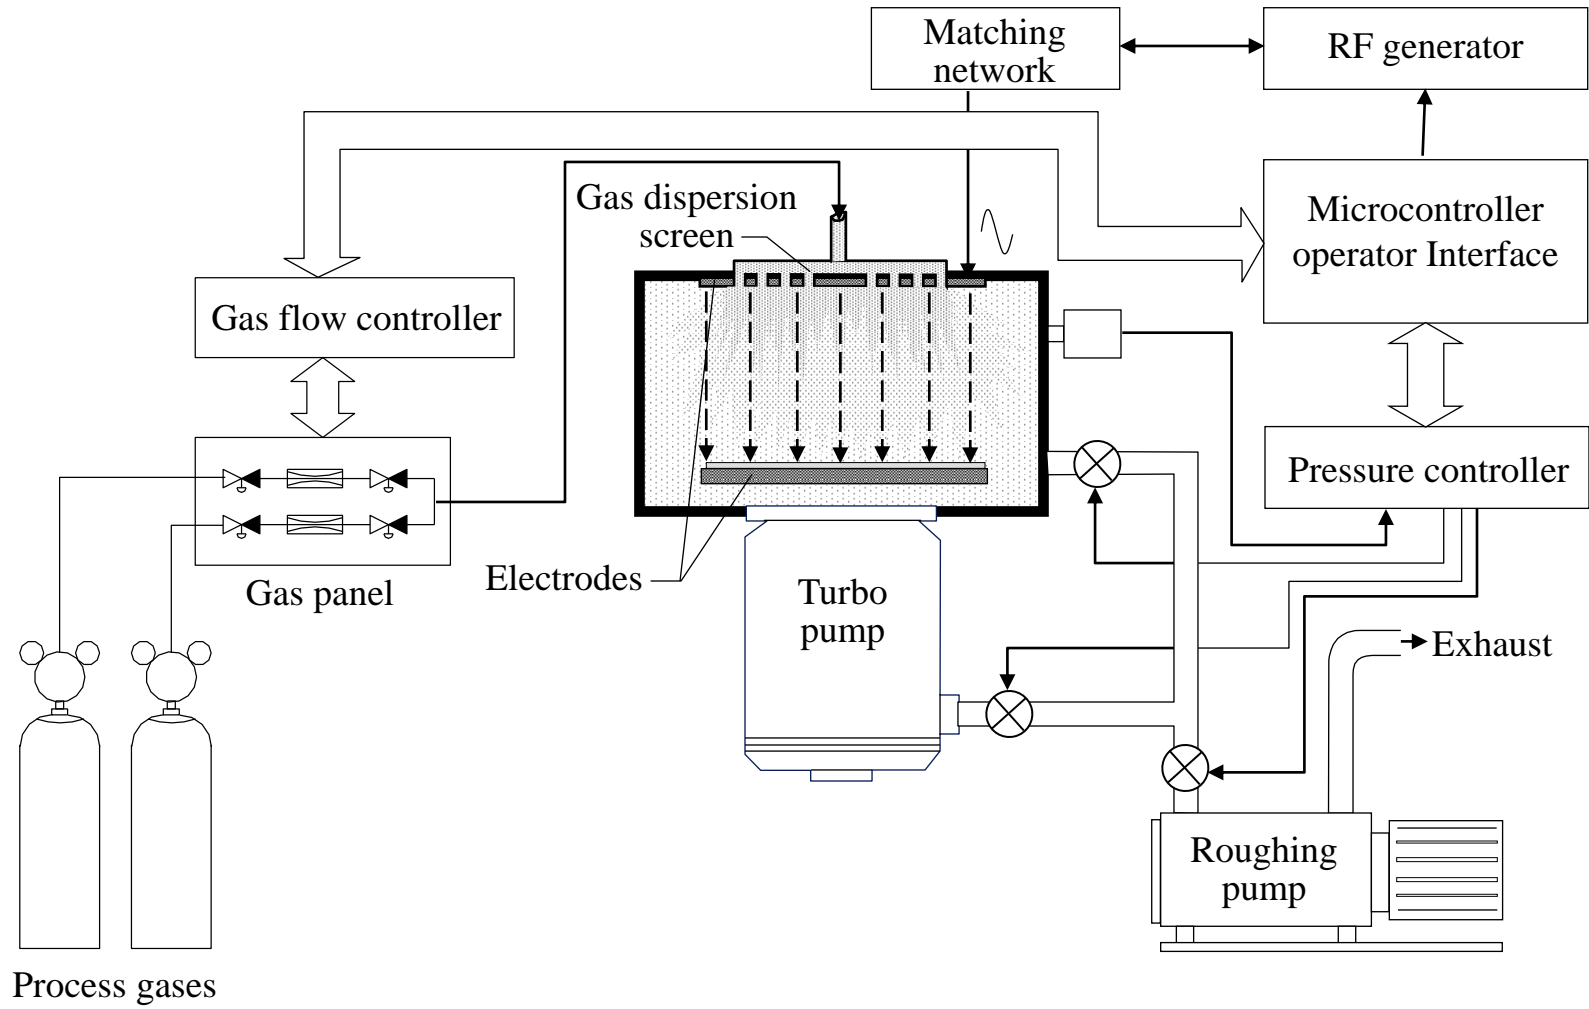 Matching
network
RF generator
Gas dispersion
screen
Microcontroller
operator Interface
Gas flow controller
Pressure controller
Gas panel
Electrodes
Turbo
pump
Exhaust
Roughing
pump
Process gases